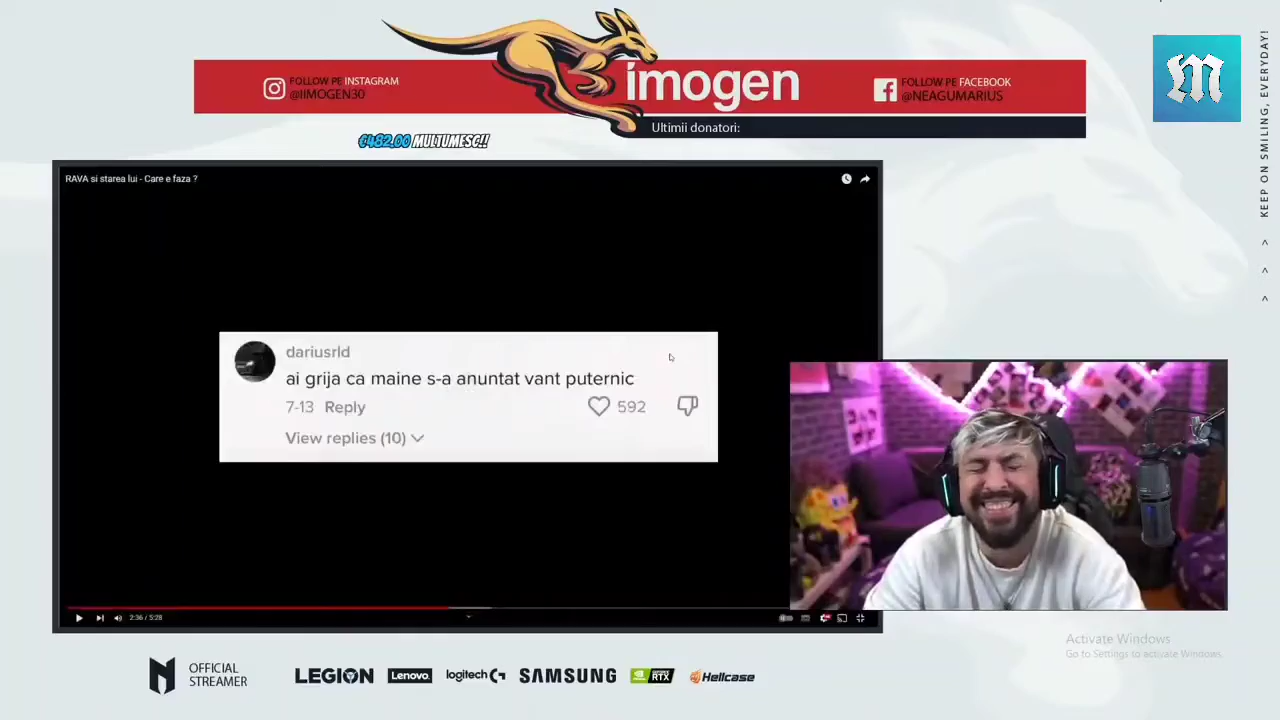 FOLLOW PE INSTAGRAM
@IIMOGEN30
imogen
FOLLOW PE FACEBOOK
@NEAGUMARIUS
Ultimii donatori:
€482.00 MULTUMESC!!
M
KEEP ON SMILING, EVERYDAY!
RAVA si starea lui - Care e faza ?
dariusrld
ai grija ca maine s-a anuntat vant puternic
7-13 Reply
592
View replies (10)
2:36 / 5:28
Activate Windows
Go to Settings to activate Windows.
OFFICIAL
STREAMER
LEGION
Lenovo
logitech G
SAMSUNG
RTX
Hellcase